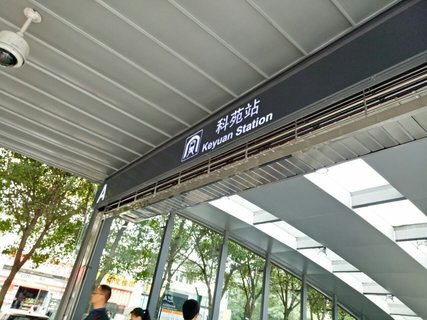 科苑站
Keyuan Station
A